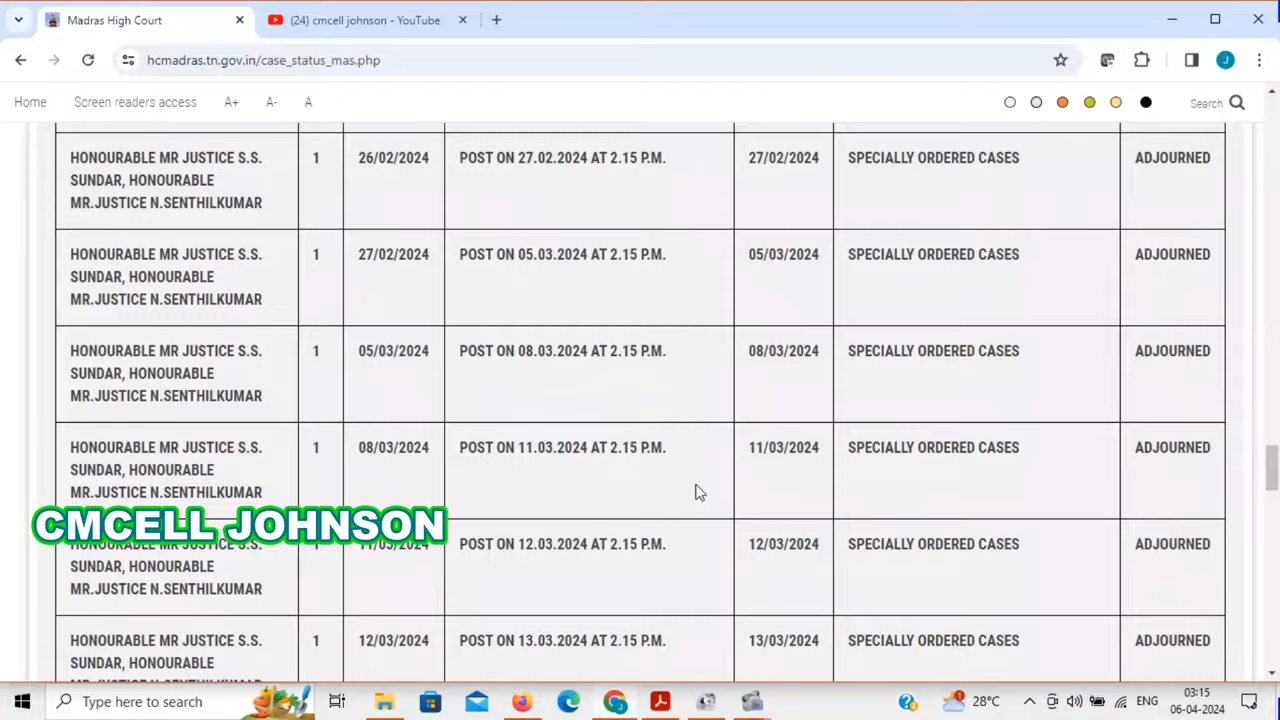 Madras High Court
(24) cmcell johnson - YouTube
hcmadras.tn.gov.in/case_status_mas.php
J
Home Screen readers access A+ A- A Search
HONOURABLE MR JUSTICE S.S. 1 26/02/2024 POST ON 27.02.2024 AT 2.15 P.M. 27/02/2024 SPECIALLY ORDERED CASES ADJOURNED
SUNDAR, HONOURABLE
MR.JUSTICE N.SENTHILKUMAR
HONOURABLE MR JUSTICE S.S. 1 27/02/2024 POST ON 05.03.2024 AT 2.15 P.M. 05/03/2024 SPECIALLY ORDERED CASES ADJOURNED
SUNDAR, HONOURABLE
MR.JUSTICE N.SENTHILKUMAR
HONOURABLE MR JUSTICE S.S. 1 05/03/2024 POST ON 08.03.2024 AT 2.15 P.M. 08/03/2024 SPECIALLY ORDERED CASES ADJOURNED
SUNDAR, HONOURABLE
MR.JUSTICE N.SENTHILKUMAR
HONOURABLE MR JUSTICE S.S. 1 08/03/2024 POST ON 11.03.2024 AT 2.15 P.M. 11/03/2024 SPECIALLY ORDERED CASES ADJOURNED
SUNDAR, HONOURABLE
MR.JUSTICE N.SENTHILKUMAR
CMCELL JOHNSON
HONOURABLE MR JUSTICE S.S. 1 11/03/2024 POST ON 12.03.2024 AT 2.15 P.M. 12/03/2024 SPECIALLY ORDERED CASES ADJOURNED
SUNDAR, HONOURABLE
MR.JUSTICE N.SENTHILKUMAR
HONOURABLE MR JUSTICE S.S. 1 12/03/2024 POST ON 13.03.2024 AT 2.15 P.M. 13/03/2024 SPECIALLY ORDERED CASES ADJOURNED
SUNDAR, HONOURABLE
Type here to search
28°C ENG 03:15
06-04-2024